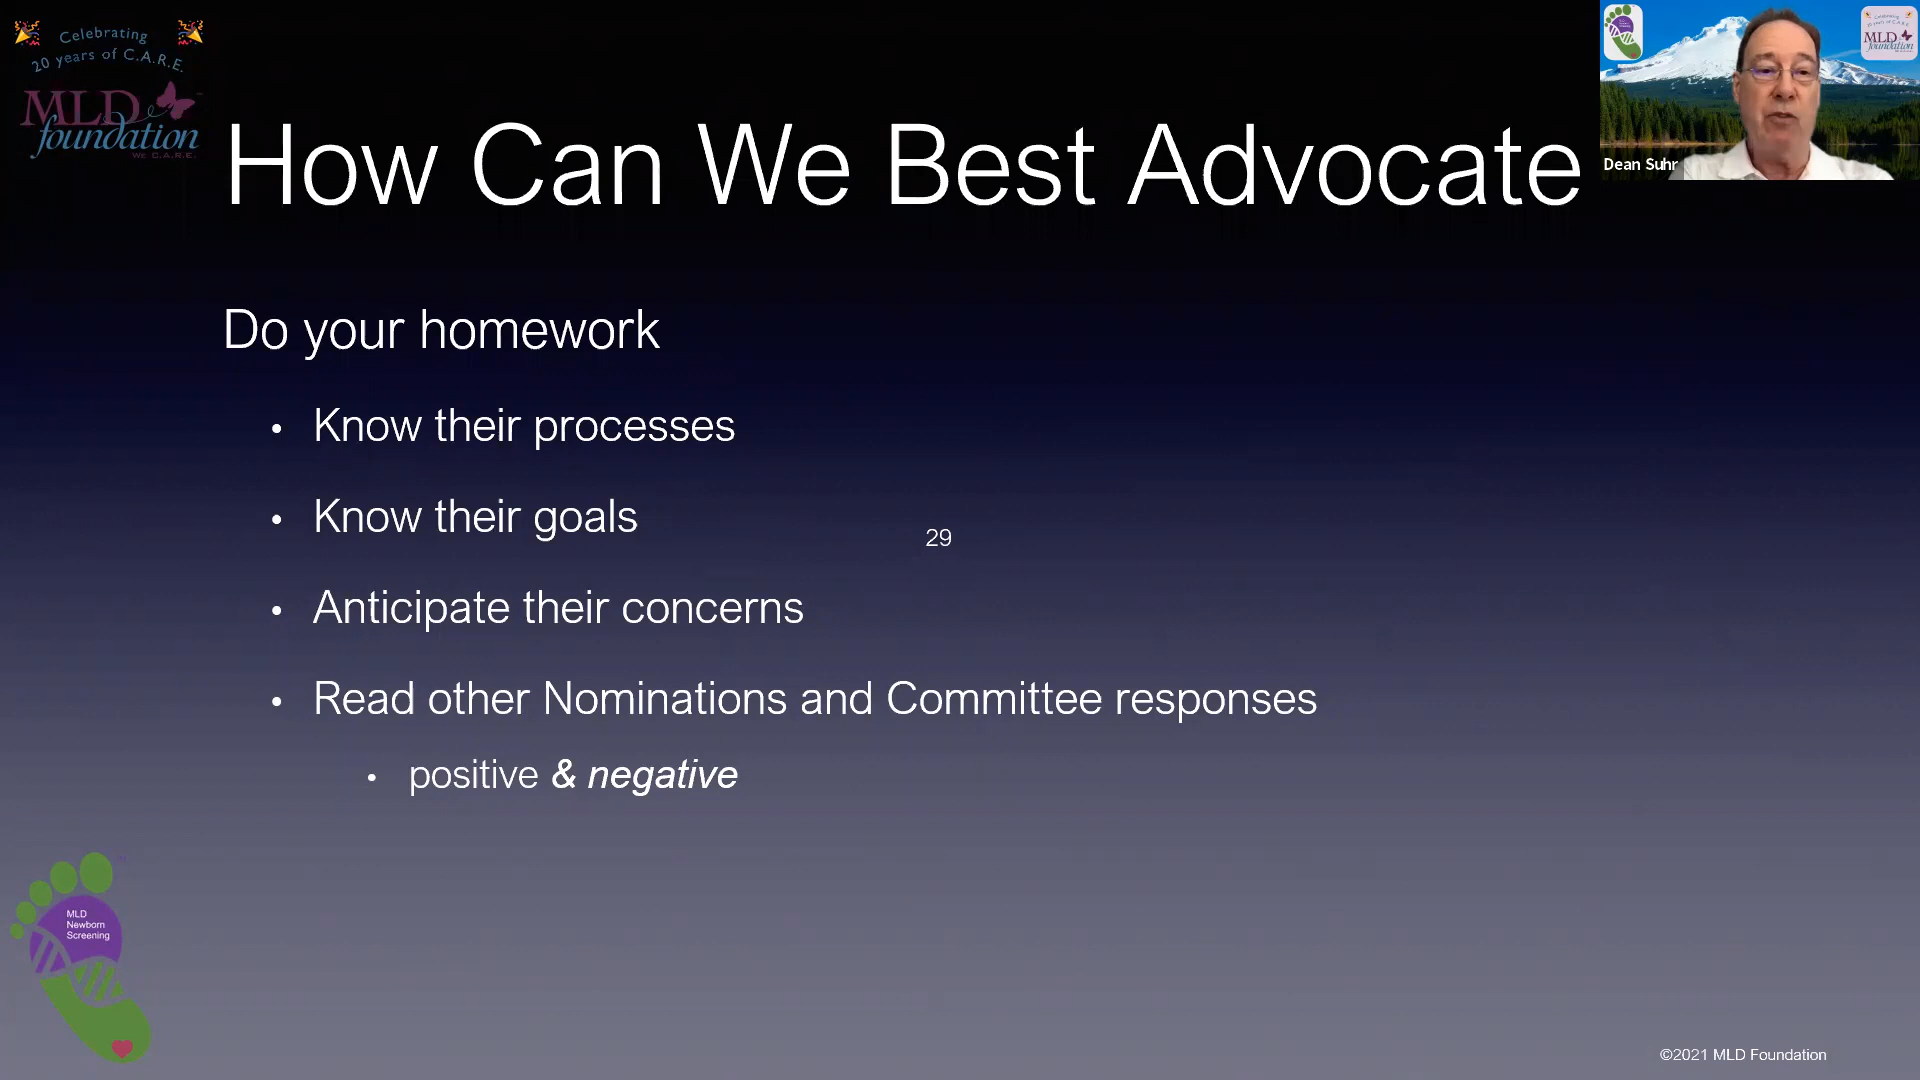 Celebrating
20 years of C.A.R.E.
MLD
foundation
WE C.A.R.E.
How Can We Best Advocate
Dean Suhr
MLD
foundation
Do your homework
• Know their processes
• Know their goals
29
• Anticipate their concerns
• Read other Nominations and Committee responses
• positive & negative
MLD
Newborn
Screening
©2021 MLD Foundation